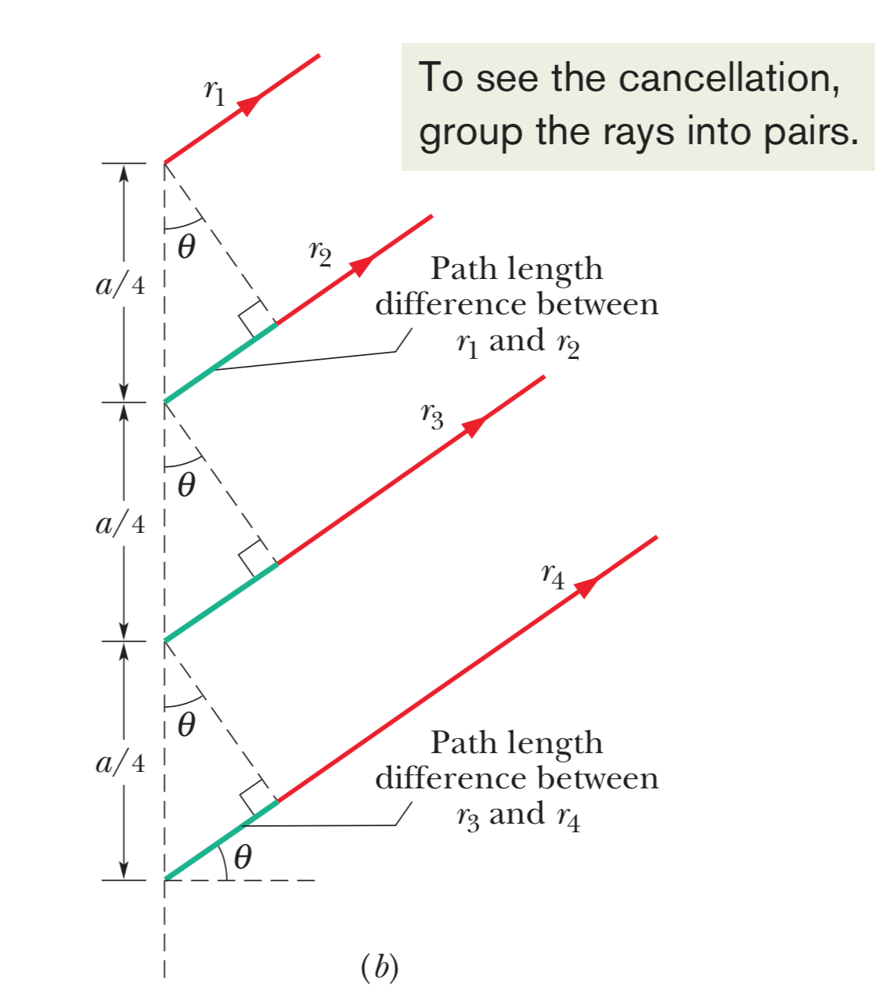 r1
To see the cancellation,
group the rays into pairs.
θ
a/4
r2
Path length
difference between
r1 and r2
r3
θ
a/4
r4
θ
a/4
Path length
difference between
r3 and r4
θ
(b)